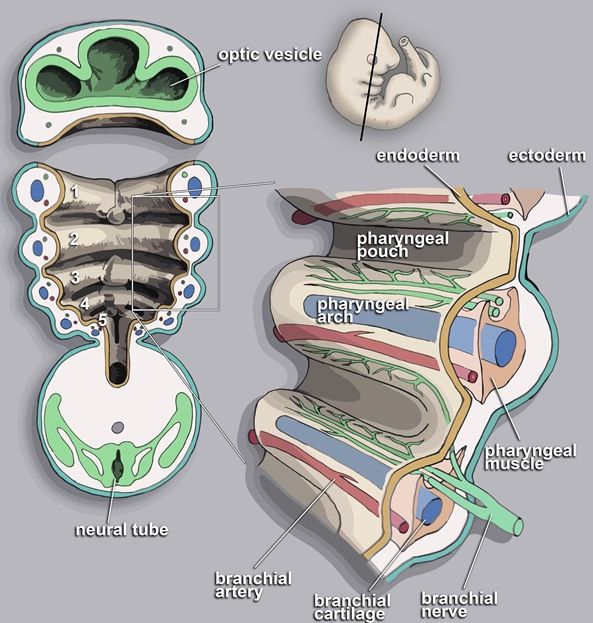 optic vesicle
endoderm
ectoderm
1
2
3
4
5
pharyngeal
pouch
pharyngeal
arch
pharyngeal
muscle
neural tube
branchial
artery
branchial
cartilage
branchial
nerve